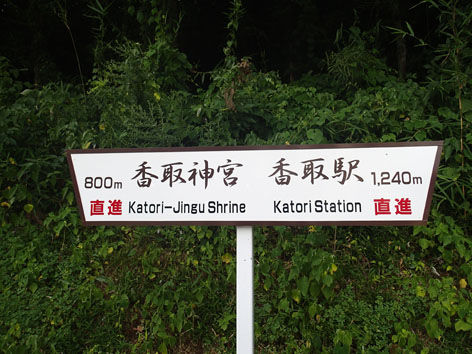 800m 香取神宮 香取駅 1,240m
直進 Katori-Jingu Shrine Katori Station 直進